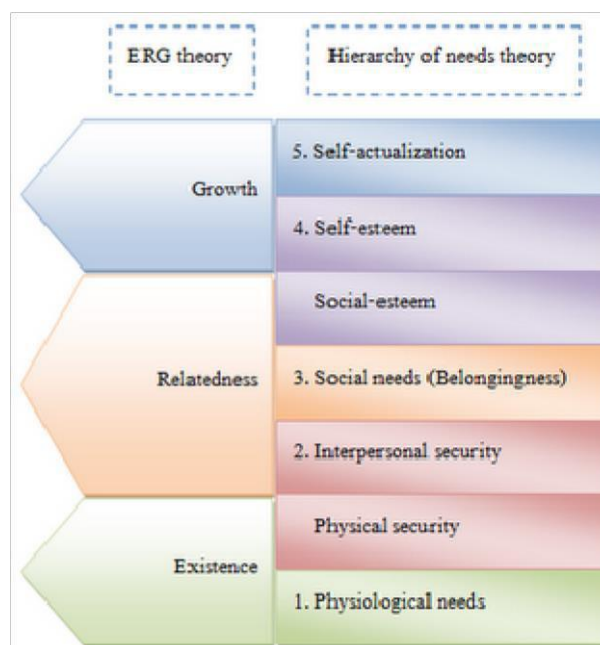 ERG theory
Hierarchy of needs theory
5. Self-actualization
Growth
4. Self-esteem
Social-esteem
Relatedness
3. Social needs (Belongingness)
2. Interpersonal security
Physical security
Existence
1. Physiological needs